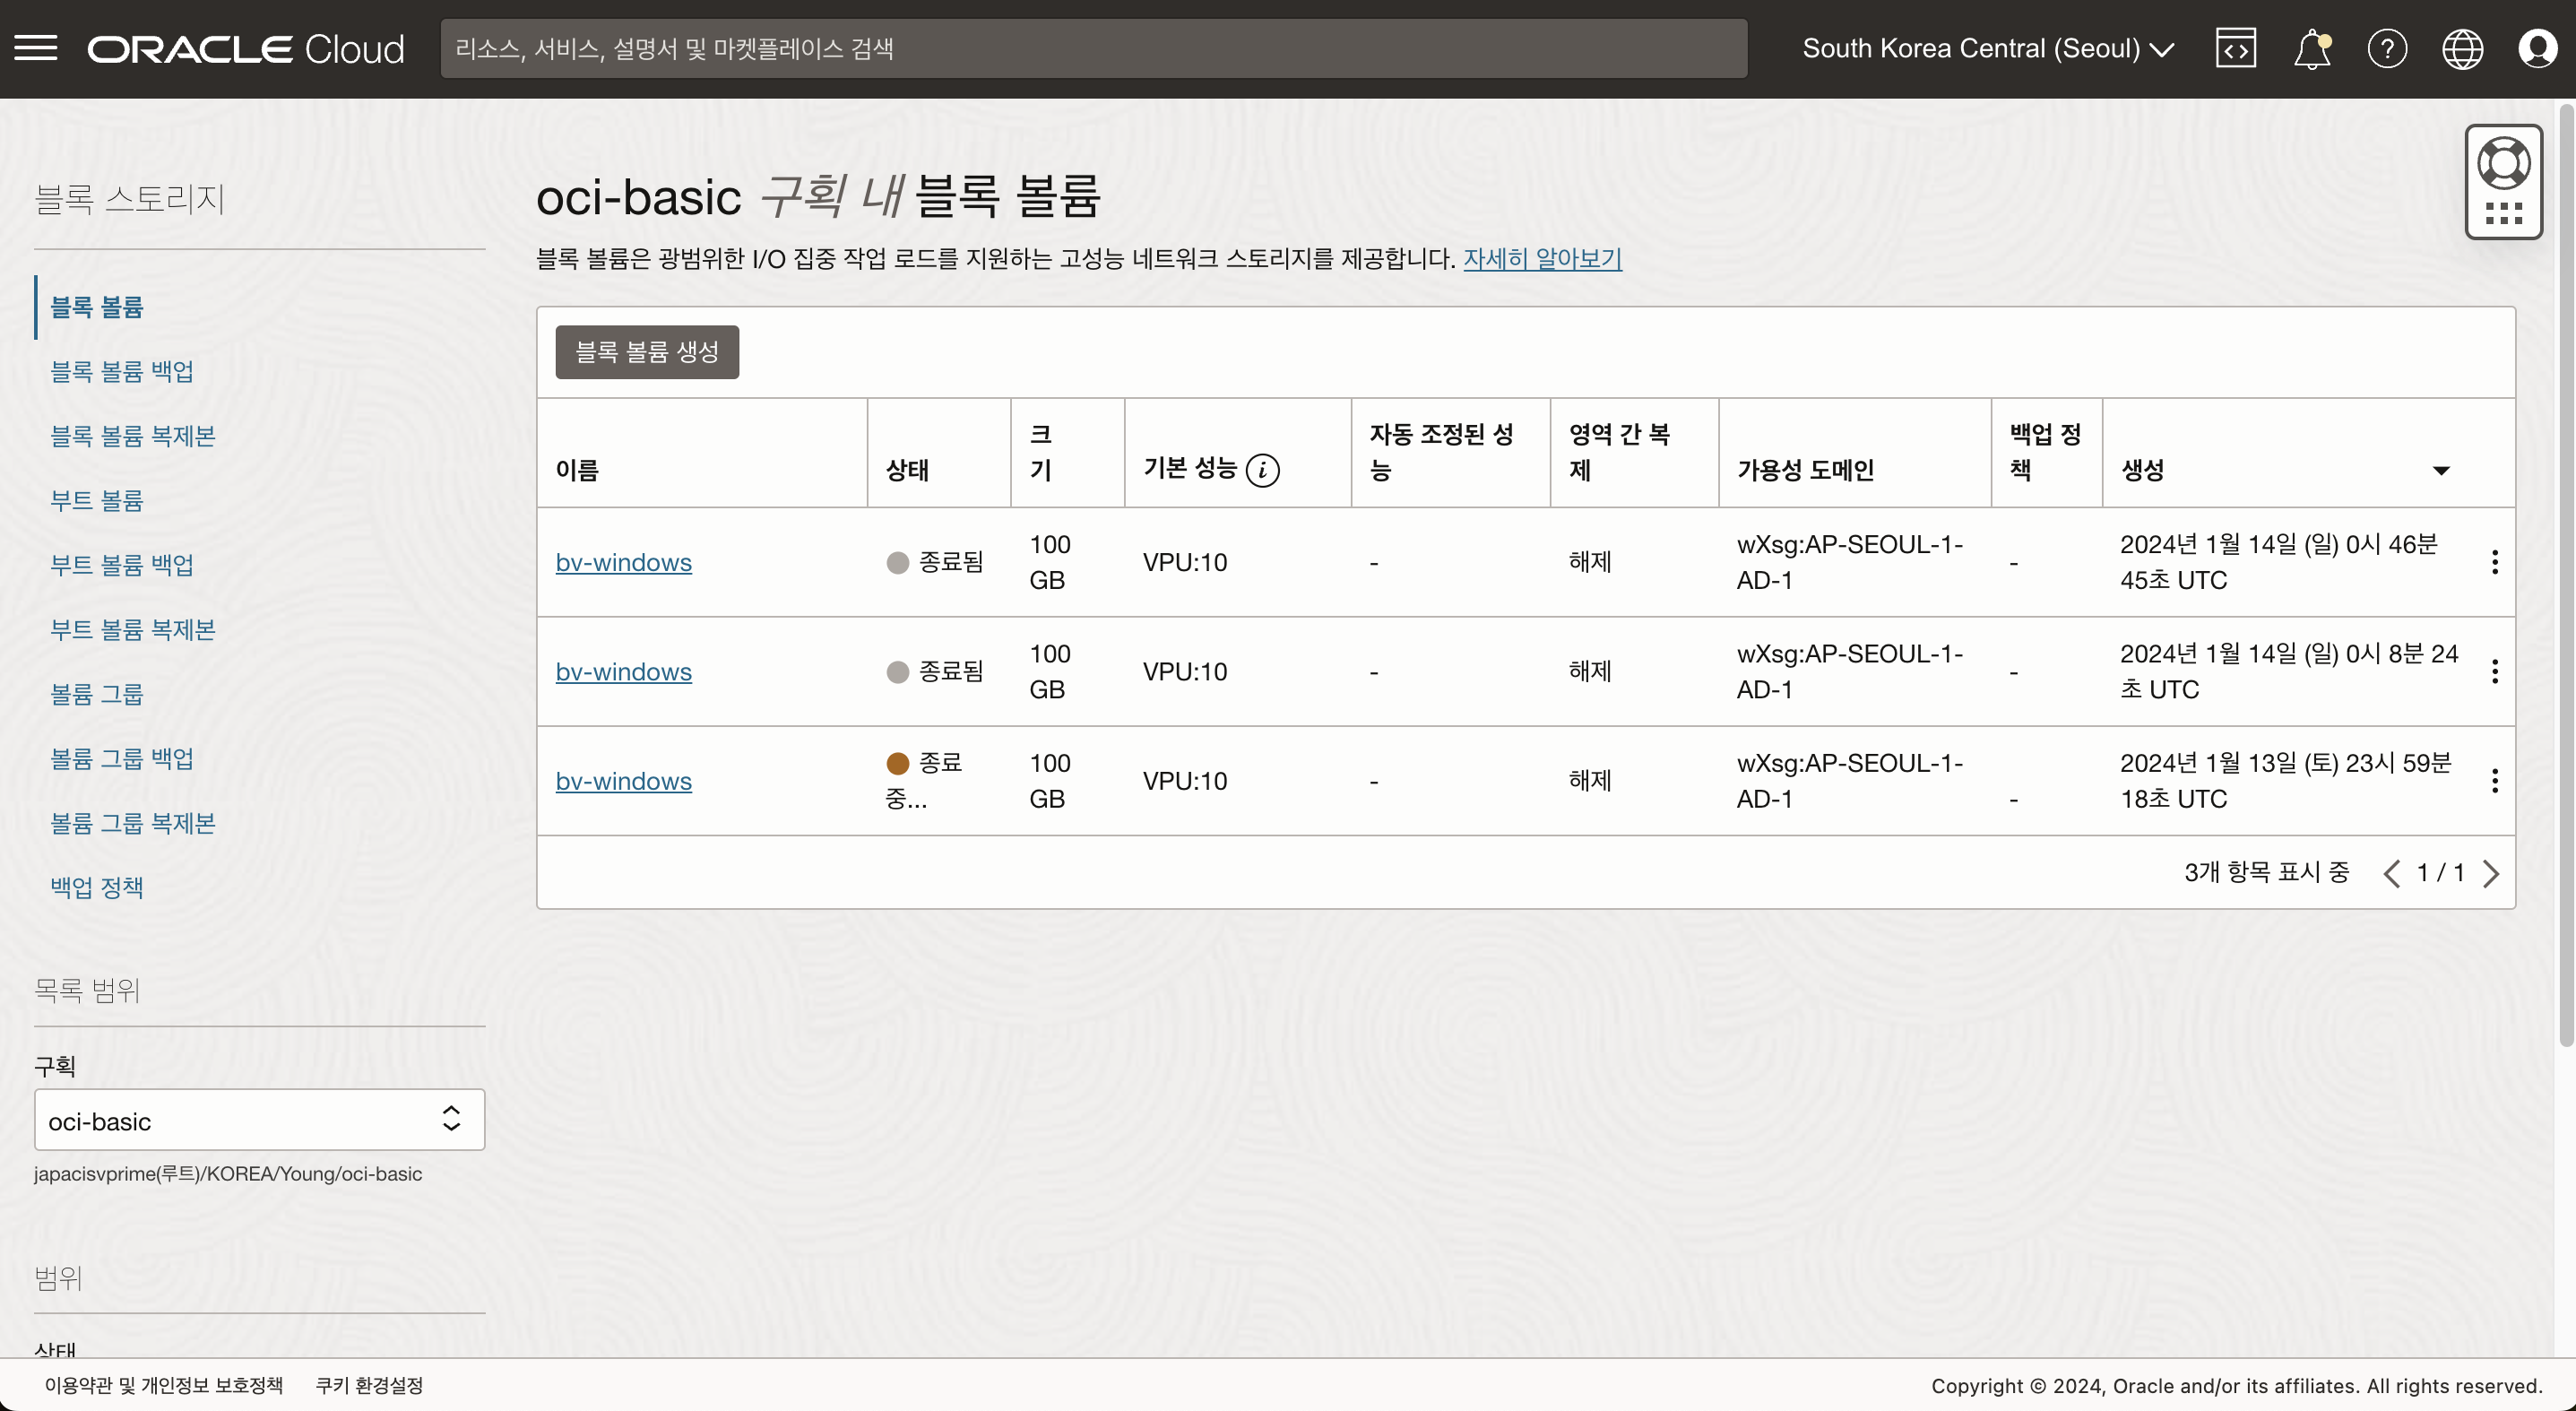 ORACLE Cloud
리소스, 서비스, 설명서 및 마켓플레이스 검색
South Korea Central (Seoul)
블록 스토리지
블록 볼륨
블록 볼륨 백업
블록 볼륨 복제본
부트 볼륨
부트 볼륨 백업
부트 볼륨 복제본
볼륨 그룹
볼륨 그룹 백업
볼륨 그룹 복제본
백업 정책
목록 범위
구획
oci-basic
japacisvprime(루트)/KOREA/Young/oci-basic
범위
상태
oci-basic 구획 내 블록 볼륨
블록 볼륨은 광범위한 I/O 집중 작업 로드를 지원하는 고성능 네트워크 스토리지를 제공합니다. 자세히 알아보기
블록 볼륨 생성
이름
상태
크
기
기본 성능 i
자동 조정된 성
능
영역 간 복
제
가용성 도메인
백업 정
책
생성
bv-windows
종료됨
100
GB
VPU:10
-
해제
wXsg:AP-SEOUL-1-
AD-1
-
2024년 1월 14일 (일) 0시 46분
45초 UTC
bv-windows
종료됨
100
GB
VPU:10
-
해제
wXsg:AP-SEOUL-1-
AD-1
-
2024년 1월 14일 (일) 0시 8분 24
초 UTC
bv-windows
종료
중...
100
GB
VPU:10
-
해제
wXsg:AP-SEOUL-1-
AD-1
-
2024년 1월 13일 (토) 23시 59분
18초 UTC
3개 항목 표시 중
1 / 1
이용약관 및 개인정보 보호정책
쿠키 환경설정
Copyright © 2024, Oracle and/or its affiliates. All rights reserved.